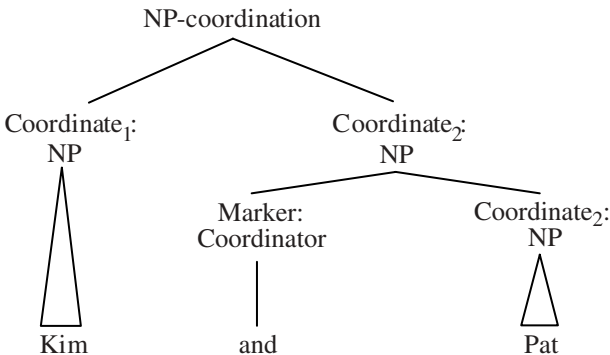 NP-coordination
Coordinate₁:
NP
Coordinate₂:
NP
Marker:
Coordinator
Coordinate₂:
NP
Kim
and
Pat